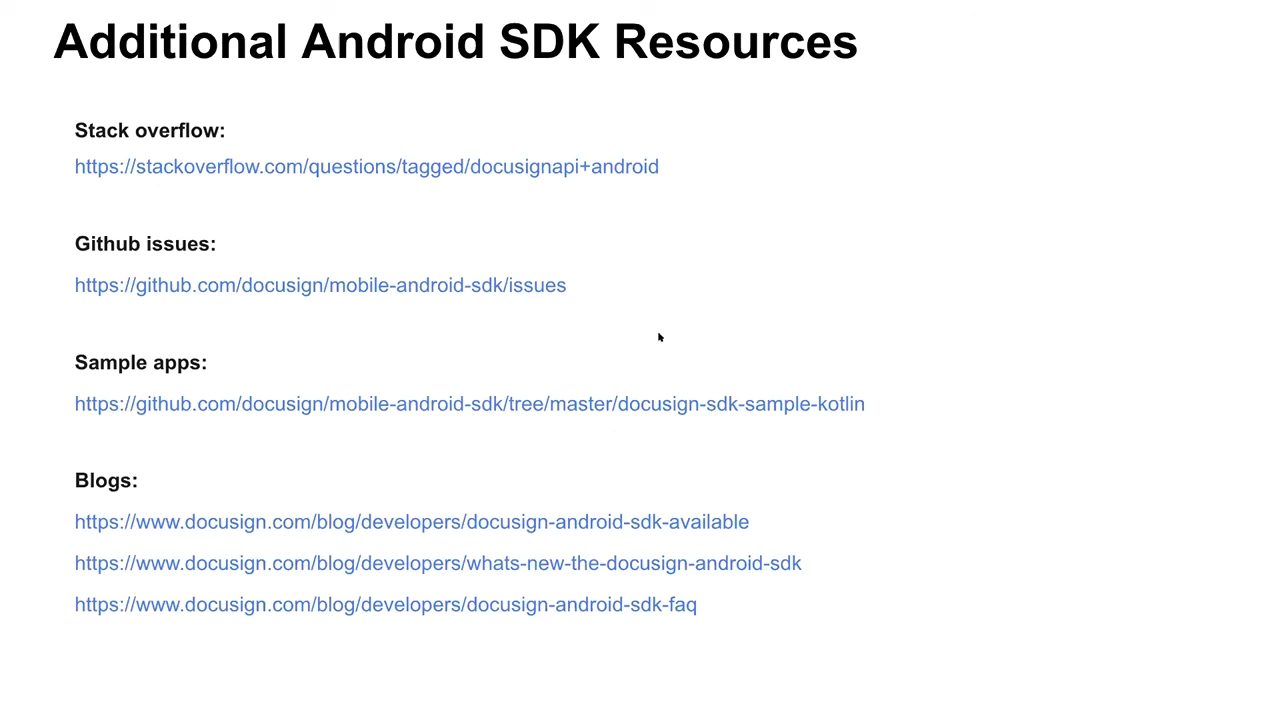 Additional Android SDK Resources
Stack overflow:
https://stackoverflow.com/questions/tagged/docusignapi+android
Github issues:
https://github.com/docusign/mobile-android-sdk/issues
Sample apps:
https://github.com/docusign/mobile-android-sdk/tree/master/docusign-sdk-sample-kotlin
Blogs:
https://www.docusign.com/blog/developers/docusign-android-sdk-available
https://www.docusign.com/blog/developers/whats-new-the-docusign-android-sdk
https://www.docusign.com/blog/developers/docusign-android-sdk-faq